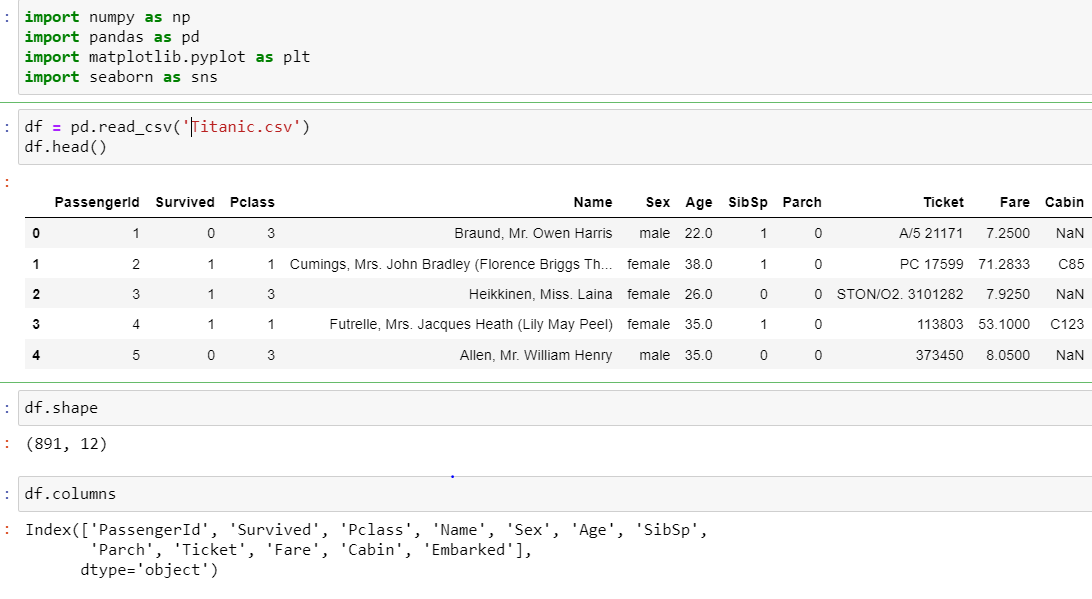 : import numpy as np
import pandas as pd
import matplotlib.pyplot as plt
import seaborn as sns
: df = pd.read_csv('Titanic.csv')
df.head()
:
PassengerId Survived Pclass Name Sex Age SibSp Parch Ticket Fare Cabin
0 1 0 3 Braund, Mr. Owen Harris male 22.0 1 0 A/5 21171 7.2500 NaN
1 2 1 1 Cumings, Mrs. John Bradley (Florence Briggs Th... female 38.0 1 0 PC 17599 71.2833 C85
2 3 1 3 Heikkinen, Miss. Laina female 26.0 0 0 STON/O2. 3101282 7.9250 NaN
3 4 1 1 Futrelle, Mrs. Jacques Heath (Lily May Peel) female 35.0 1 0 113803 53.1000 C123
4 5 0 3 Allen, Mr. William Henry male 35.0 0 0 373450 8.0500 NaN
: df.shape
: (891, 12)
: df.columns
: Index(['PassengerId', 'Survived', 'Pclass', 'Name', 'Sex', 'Age', 'SibSp',
'Parch', 'Ticket', 'Fare', 'Cabin', 'Embarked'],
dtype='object')